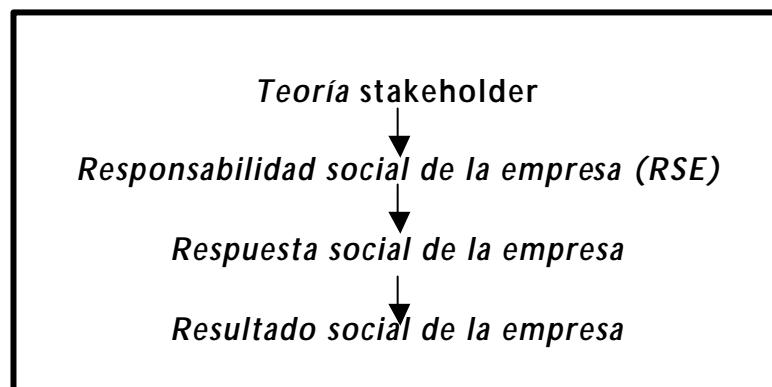 Teoría stakeholder
Responsabilidad social de la empresa (RSE)
Respuesta social de la empresa
Resultado social de la empresa